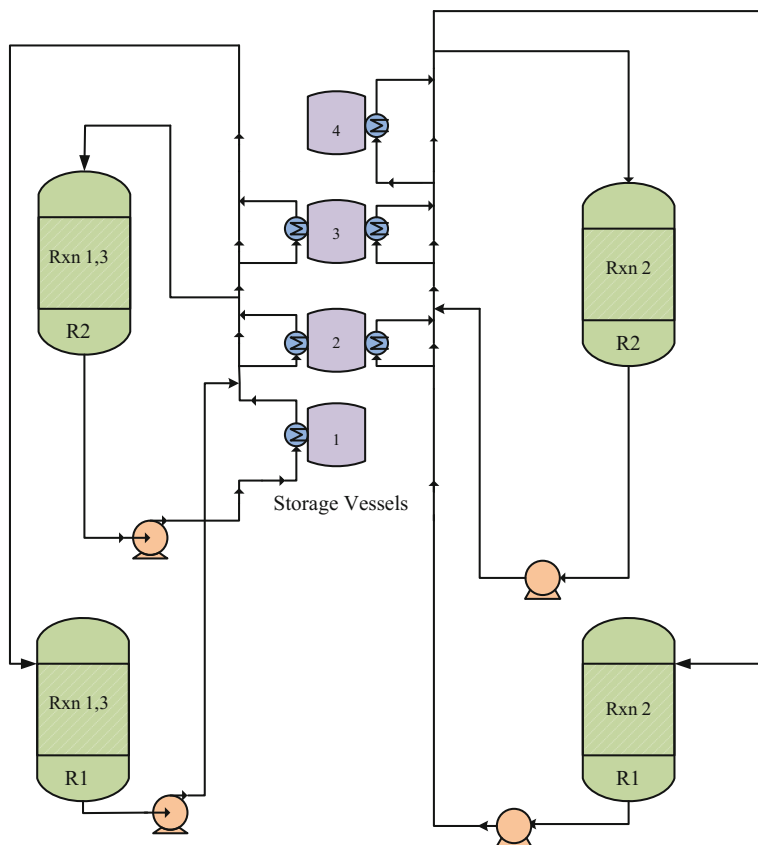 4
Rxn 1,3
R2
3
Rxn 2
R2
2
1
Storage Vessels
Rxn 1,3
R1
Rxn 2
R1